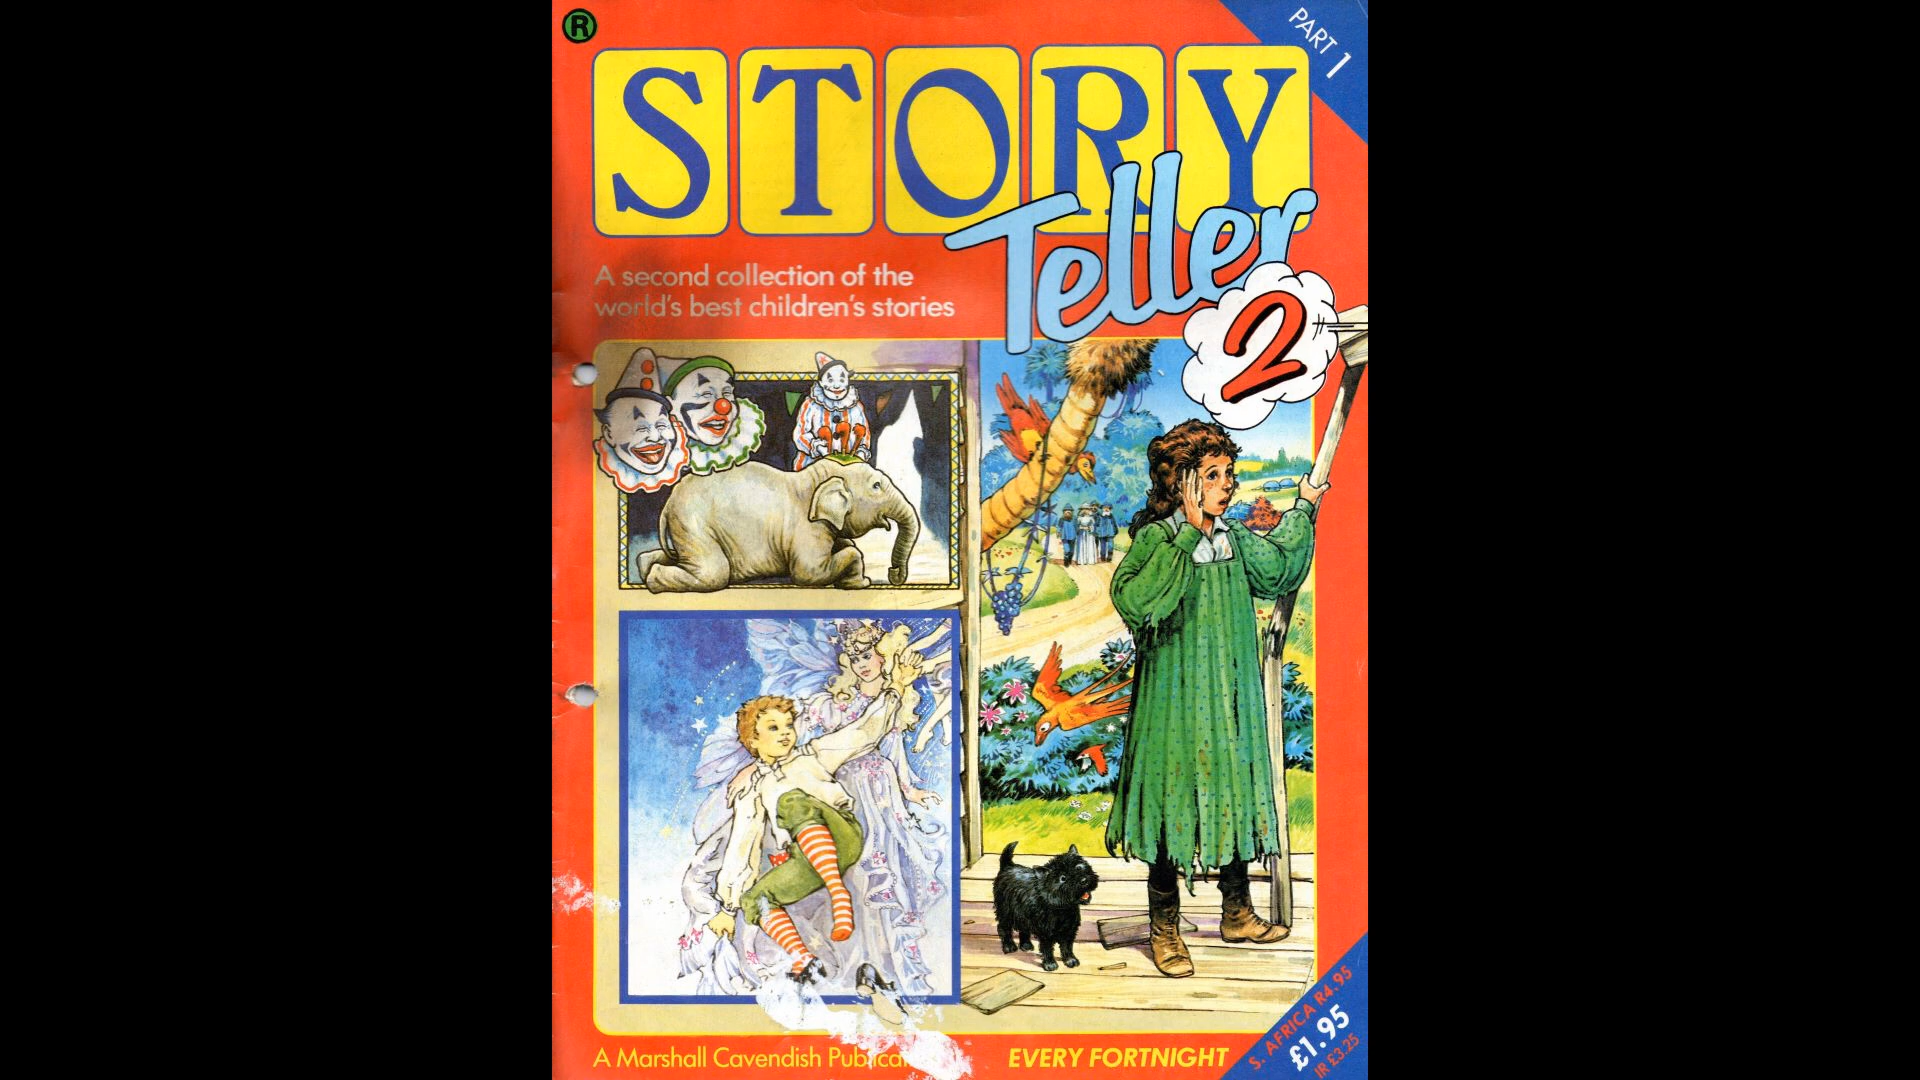 ®
PART 1
STORY
Teller
2
A second collection of the
world's best children's stories
A Marshall Cavendish
EVERY FORTNIGHT
S. AFRICA R4.95
£1.95
IR £3.25